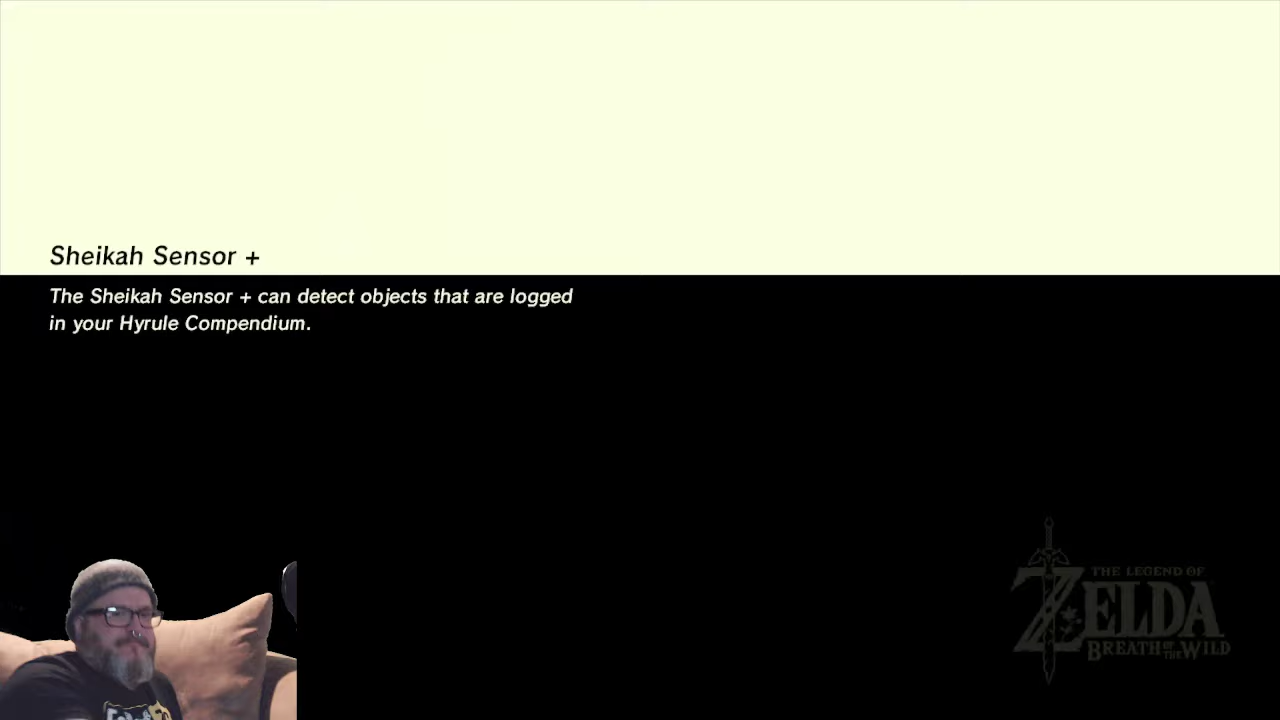 Sheikah Sensor +
The Sheikah Sensor + can detect objects that are logged
in your Hyrule Compendium.
THE LEGEND OF
ZELDA
BREATH OF THE WILD